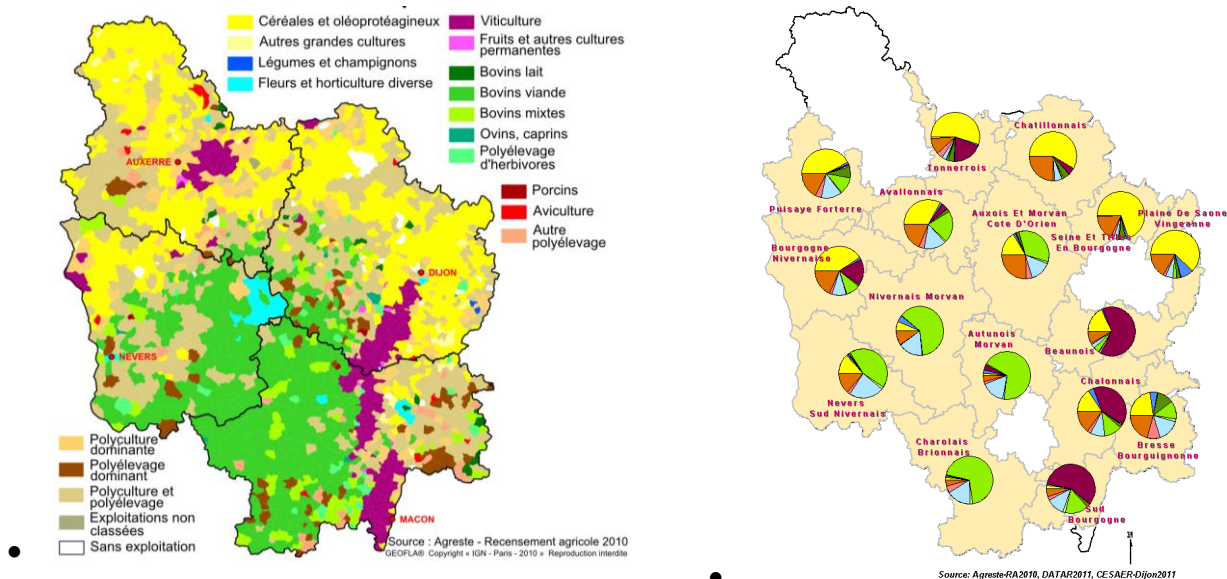 Céréales et oléoprotéagineux
Autres grandes cultures
Légumes et champignons
Fleurs et horticulture diverse
Viticulture
Fruits et autres cultures
permanentes
Bovins lait
Bovins viande
Bovins mixtes
Ovins, caprins
Polyélevage
d'herbivores
Porcins
Aviculture
Autre
polyélevage
AUXERRE
DIJON
NEVERS
MACON
Polyculture
dominante
Polyélevage
dominant
Polyculture et
polyélevage
Exploitations non
classées
Sans exploitation
Source : Agreste - Recensement agricole 2010
GEOFLA® Copyright « IGN - Paris - 2010 » Reproduction interdite
Chatillonnais
Tonnerrois
Puisaye Forterre
Avallonnais
Auxois Et Morvan
Cote D'Orien
Plaine De Saone
Vingeanne
Seine Et Tilles
En Bourgogne
Bourgogne
Nivernaise
Nivernais Morvan
Autunois
Morvan
Beaunois
Nevers
Sud Nivernais
Chalonnais
Bresse
Bourguignonne
Charolais
Brionnais
Sud
Bourgogne
Source: Agreste-RA2010, DATAR2011, CESAER-Dijon2011